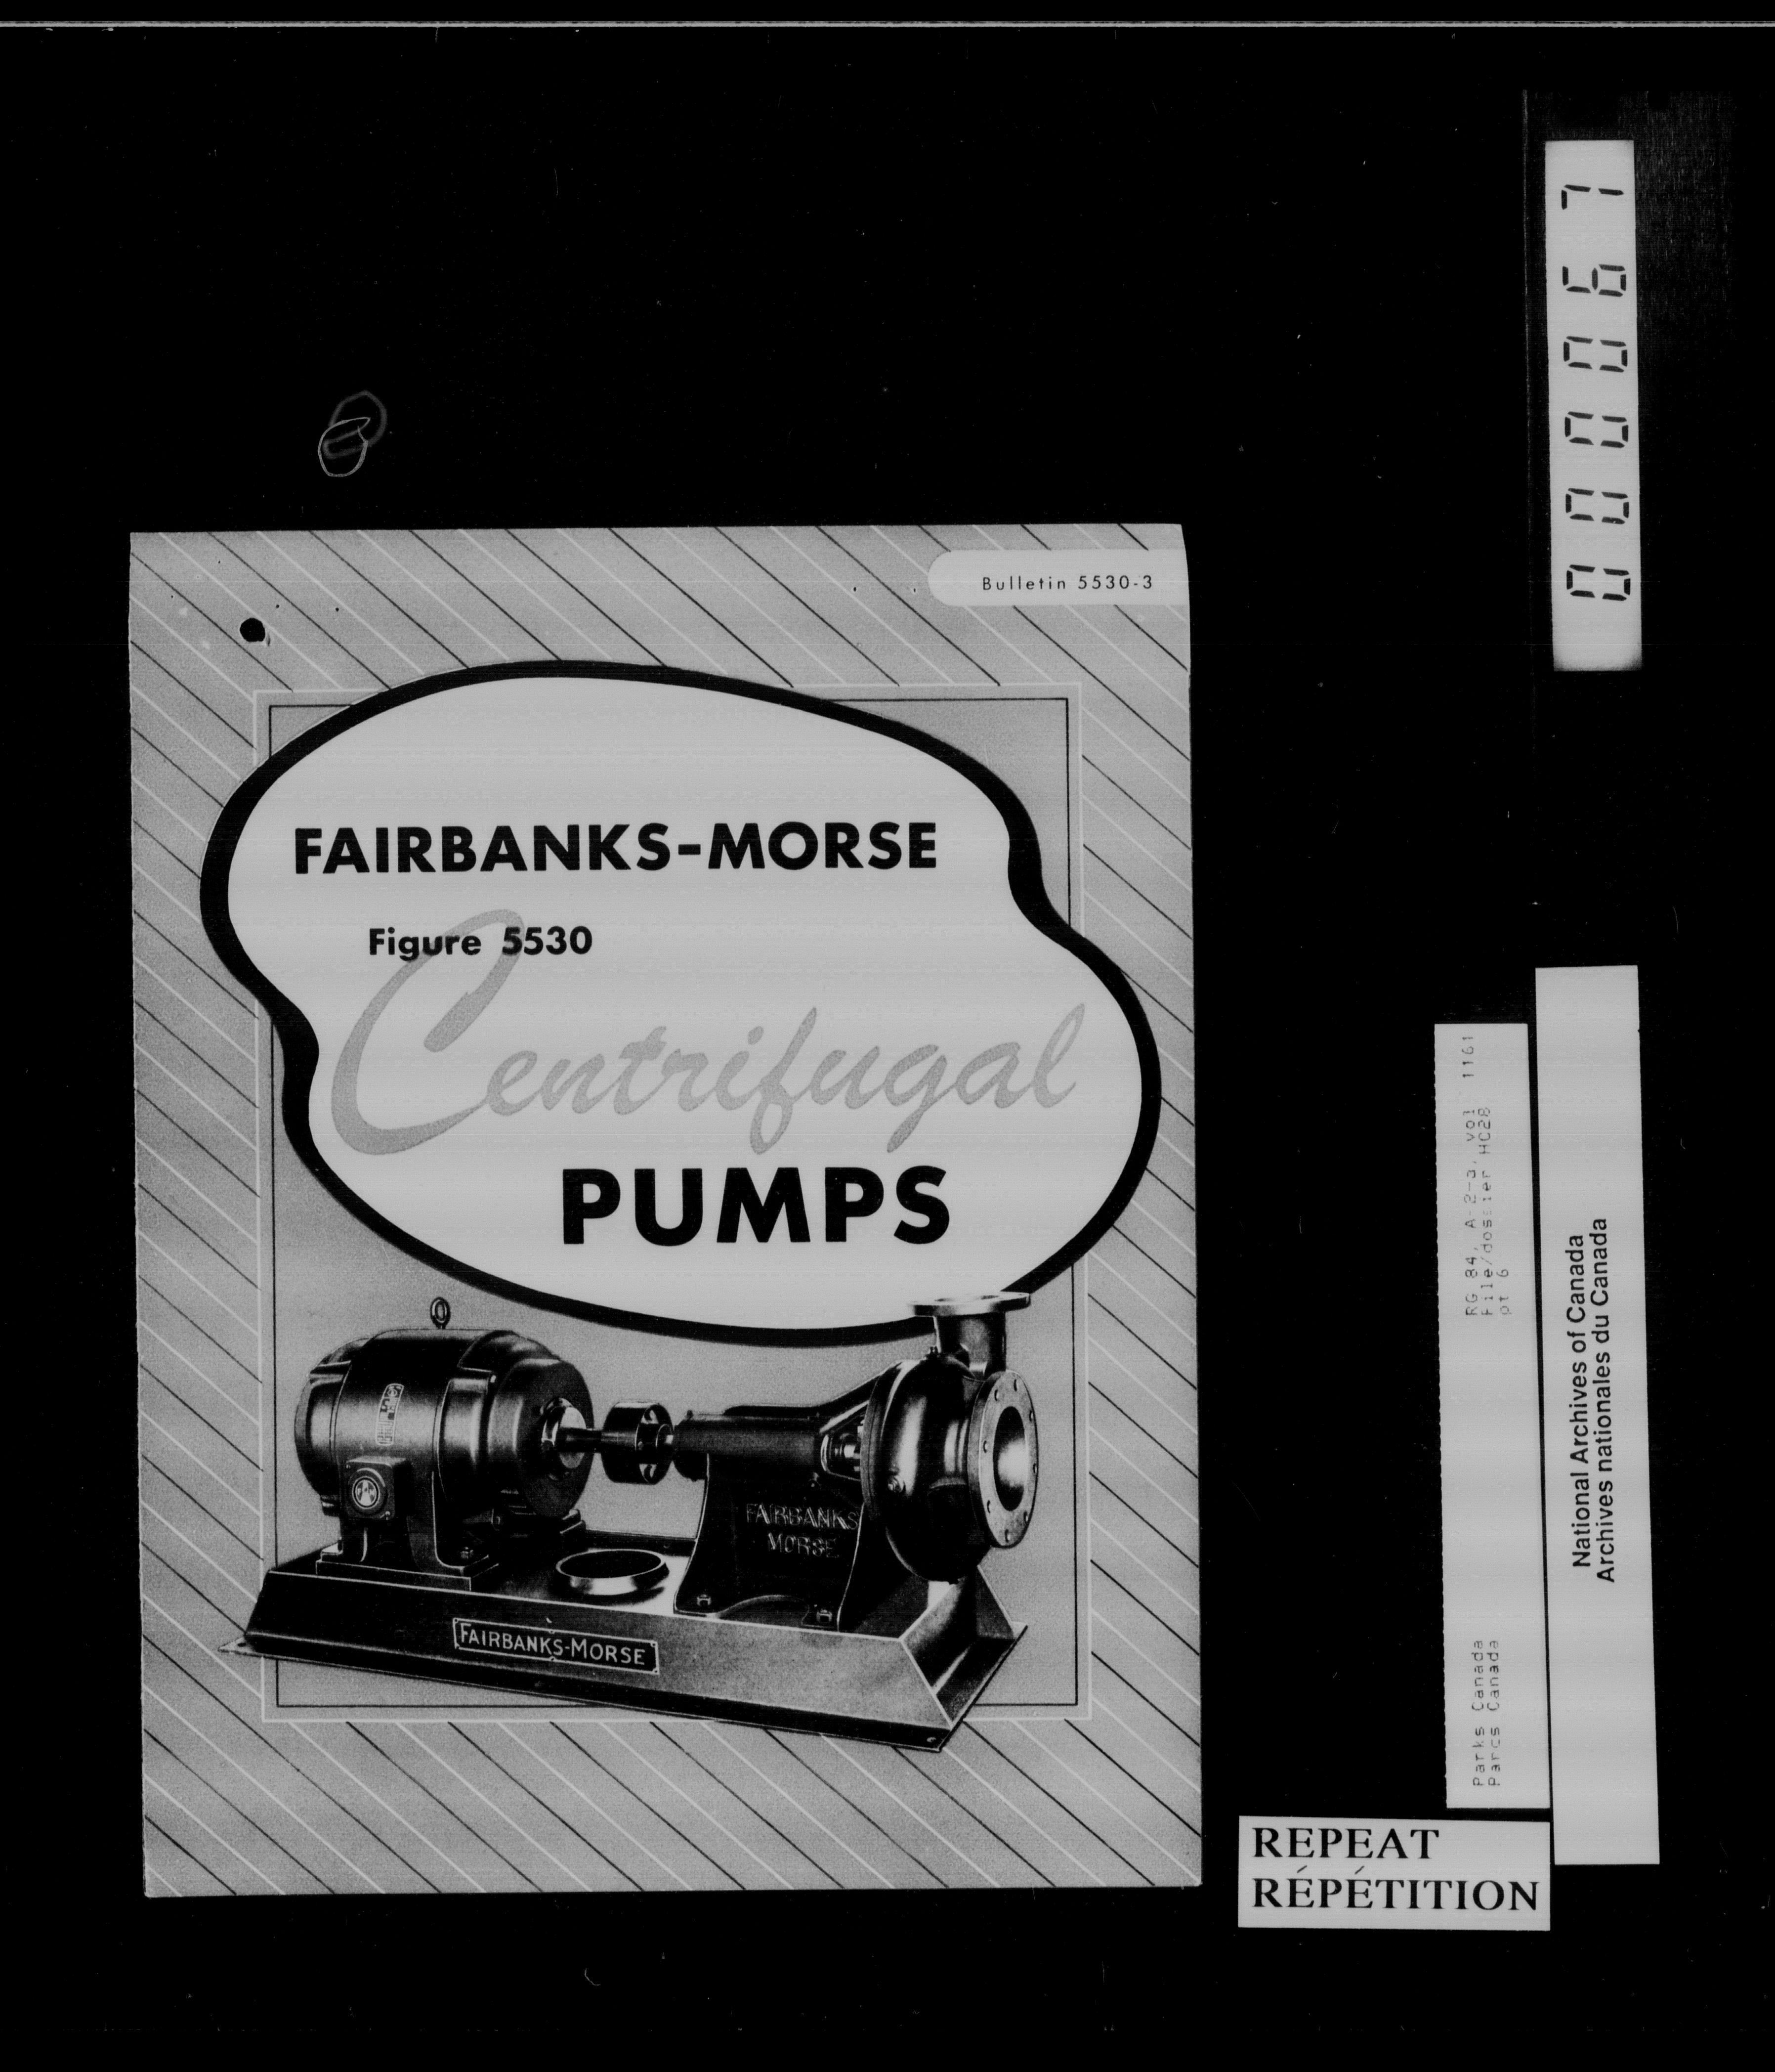 Bulletin 5530-3
FAIRBANKS-MORSE
Figure 5530
Centrifugal
PUMPS
FAIRBANKS
MORSE
FAIRBANKS-MORSE
000067
RG 84, A-2-a, vol 1161
File/dossier HC28
pt 6
Parks Canada
Parcs Canada
National Archives of Canada
Archives nationales du Canada
REPEAT
RÉPÉTITION